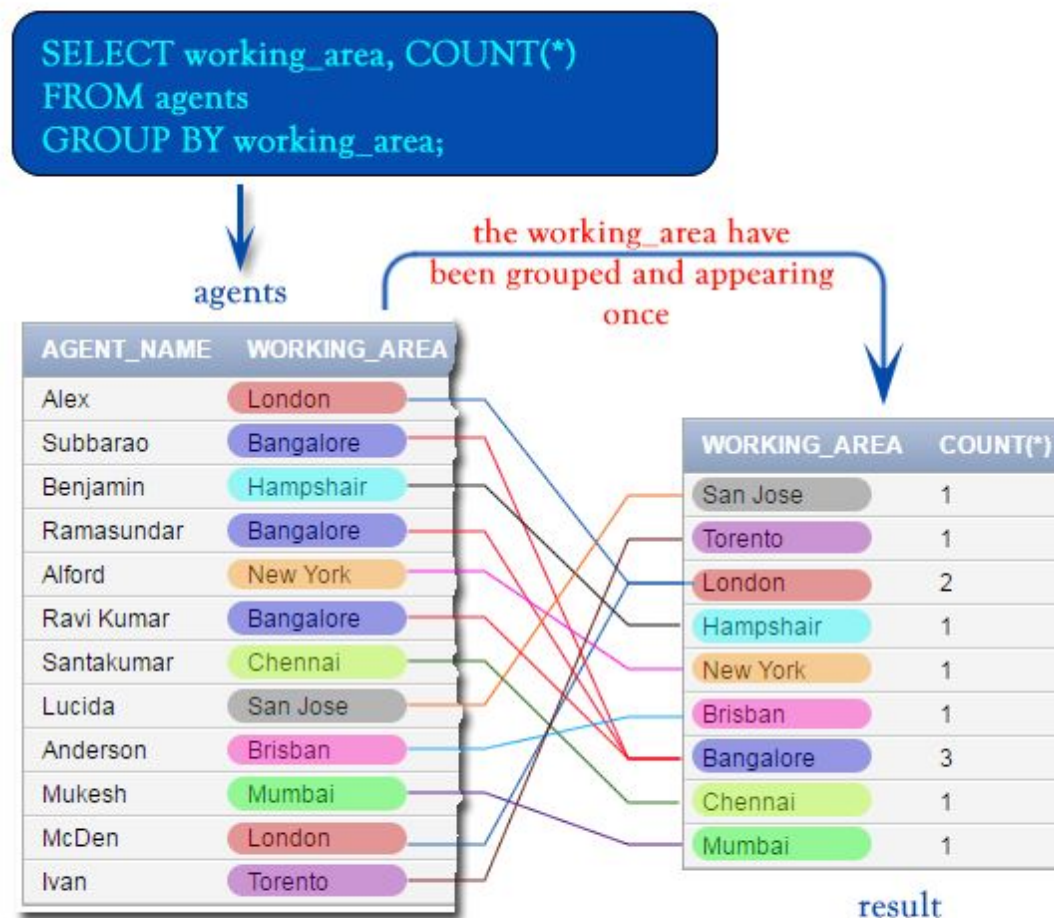 SELECT working_area, COUNT(*)
FROM agents
GROUP BY working_area;
the working_area have
been grouped and appearing
once
agents
AGENT_NAME WORKING_AREA
Alex London
Subbarao Bangalore
Benjamin Hampshair
Ramasundar Bangalore
Alford New York
Ravi Kumar Bangalore
Santakumar Chennai
Lucida San Jose
Anderson Brisban
Mukesh Mumbai
McDen London
Ivan Torento
WORKING_AREA COUNT(*)
San Jose 1
Torento 1
London 2
Hampshair 1
New York 1
Brisban 1
Bangalore 3
Chennai 1
Mumbai 1
result